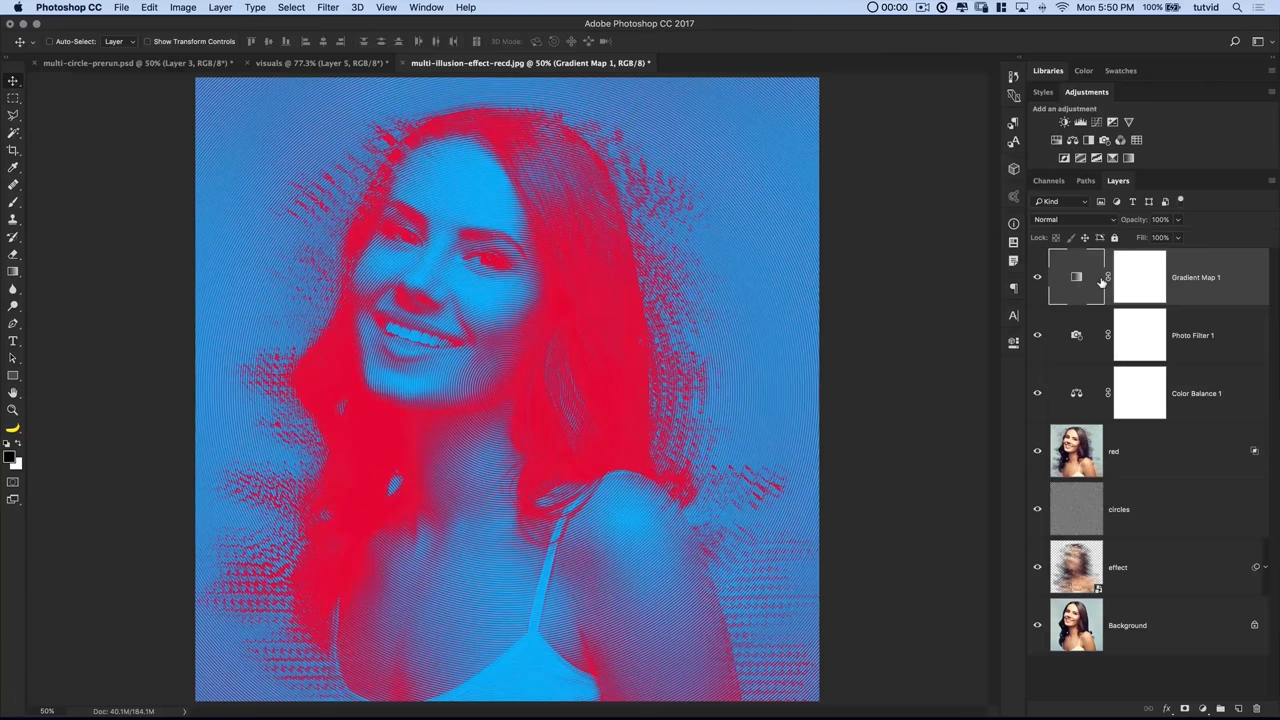 Photoshop CC File Edit Image Layer Type Select Filter 3D View Window Help 00:00 100% Mon 5:50 PM tutvid
Adobe Photoshop CC 2017
Auto-Select: Layer Show Transform Controls 3D Mode:
multi-circle-prerun.psd @ 50% (Layer 3, RGB/8*) * visuals @ 77.3% (Layer 5, RGB/8*) * multi-illusion-effect-recd.jpg @ 50% (Gradient Map 1, RGB/8) *
Libraries Color Swatches
Styles Adjustments
Add an adjustment
Channels Paths Layers
Kind
Normal Opacity: 100%
Lock: Fill: 100%
Gradient Map 1
Photo Filter 1
Color Balance 1
red
circles
effect
Background
50% Doc: 40.1M/184.1M